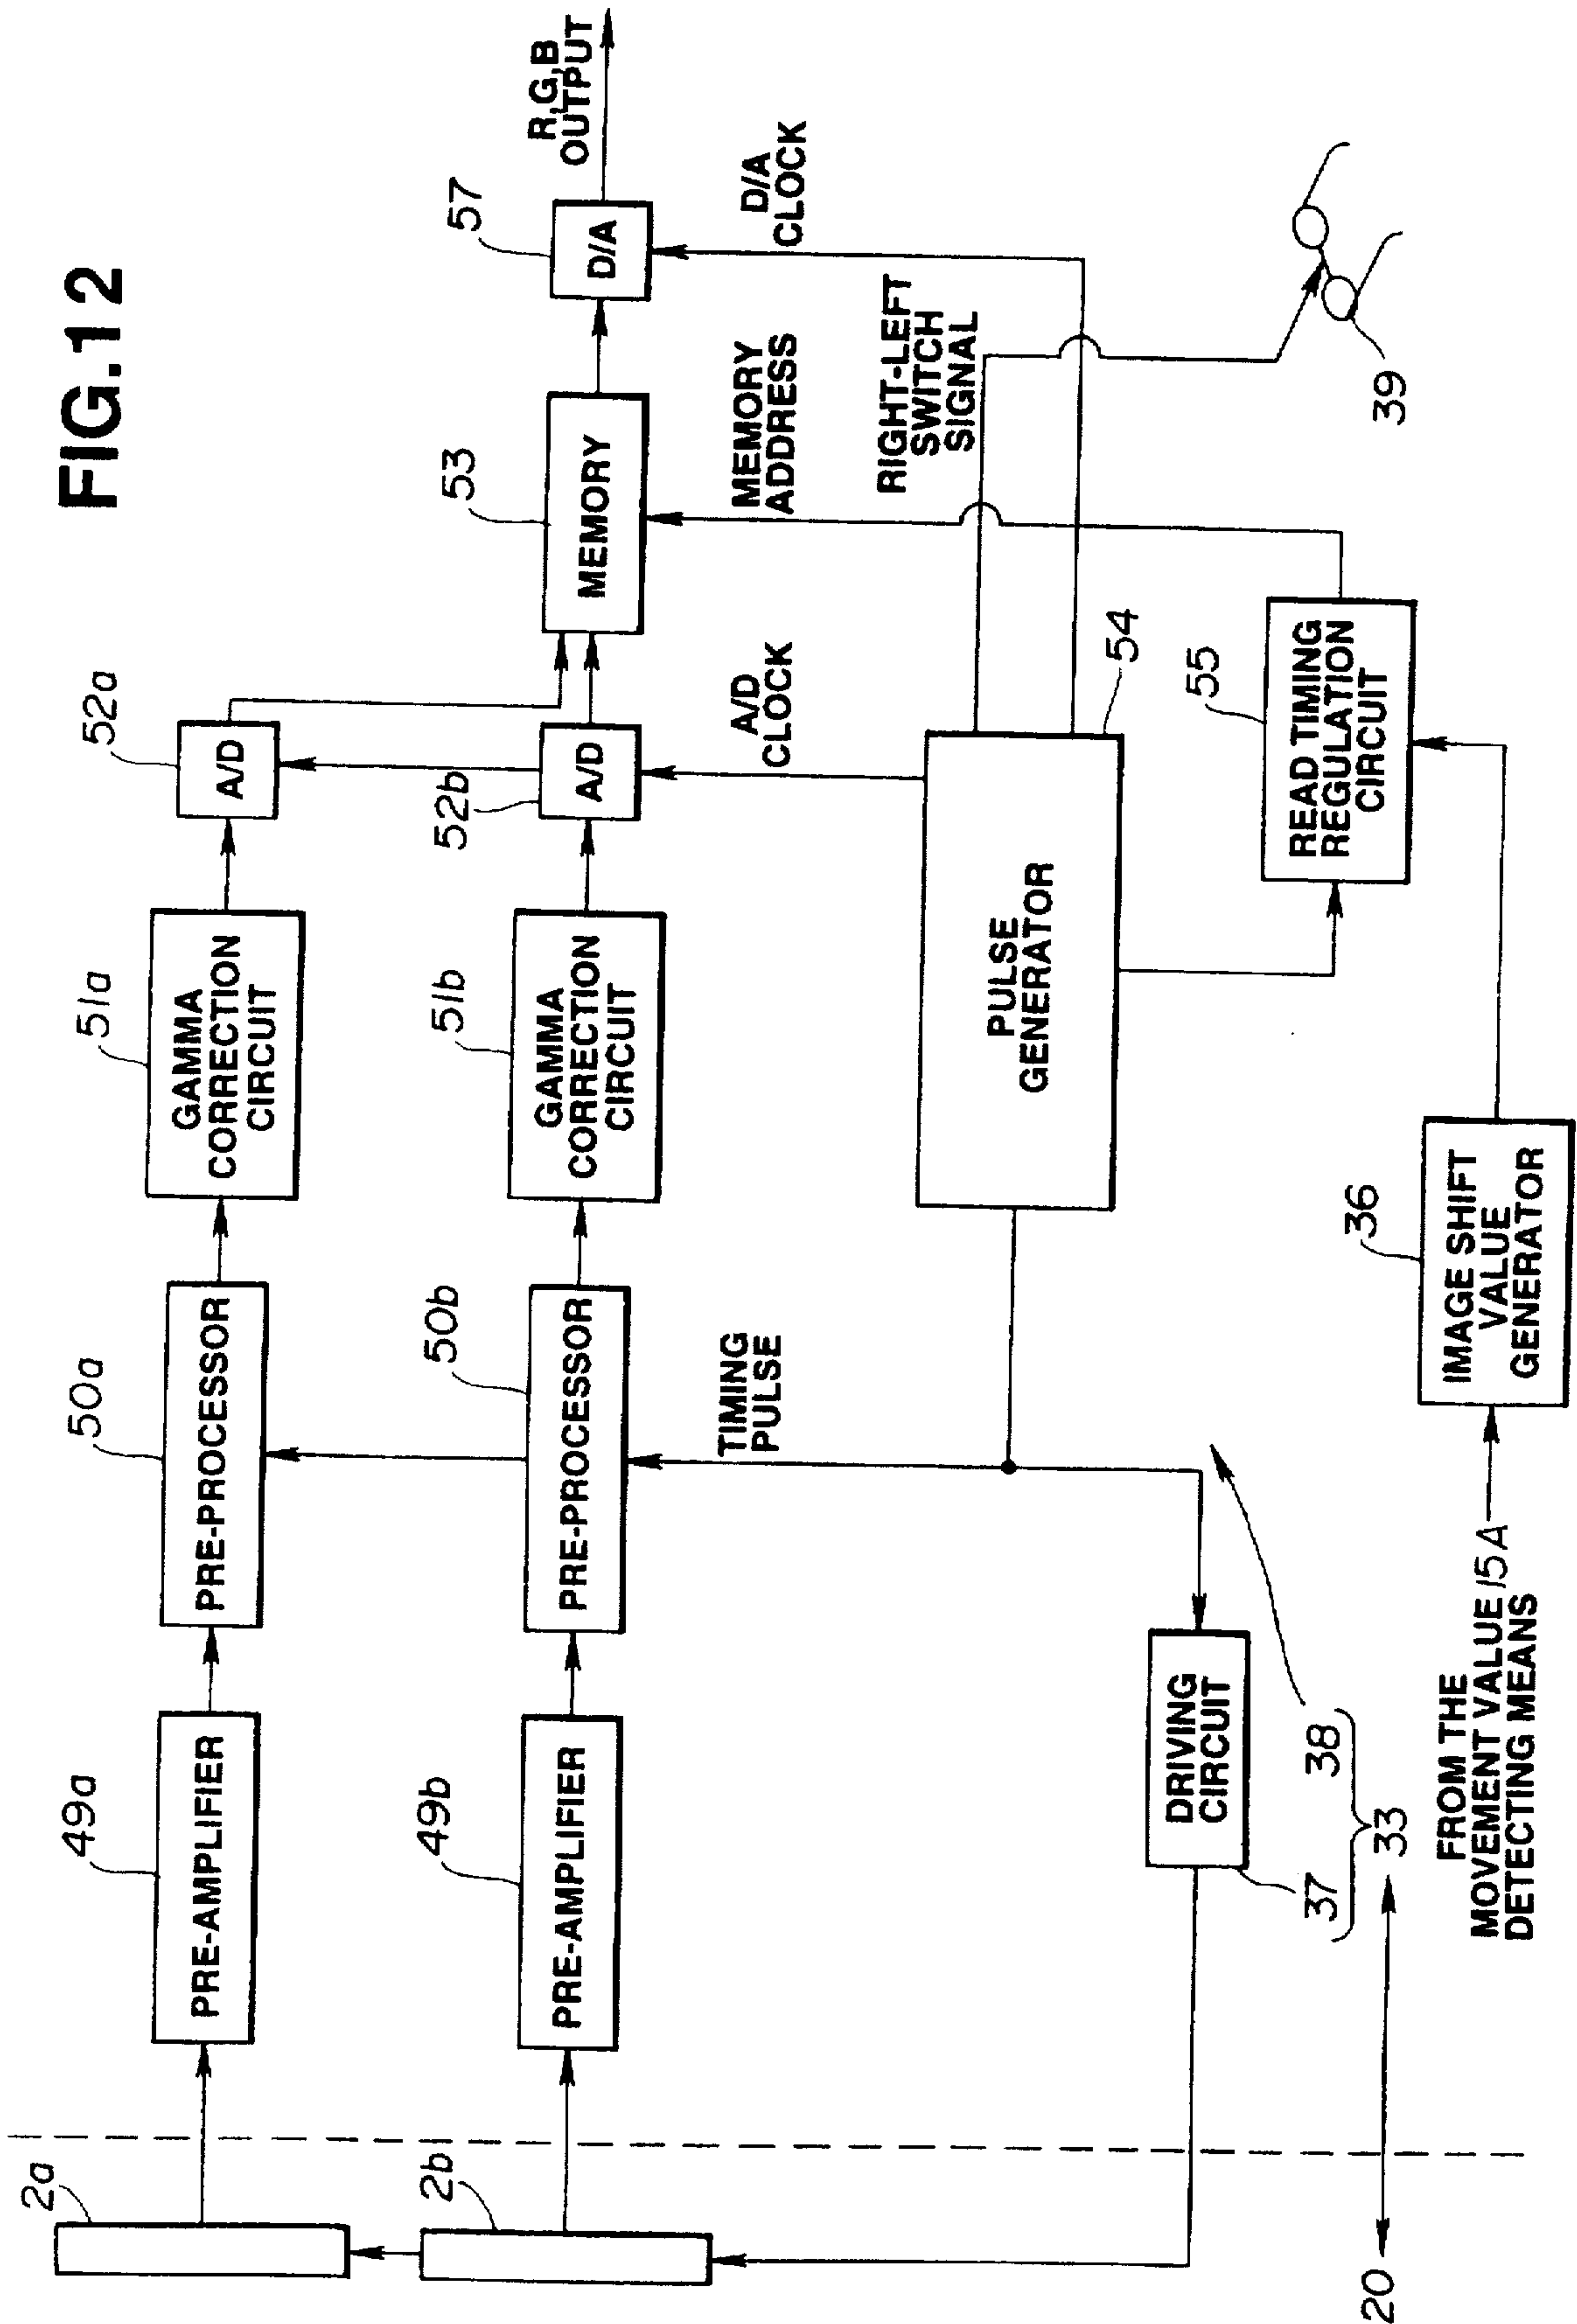 FIG.12
2a
49a
PRE-AMPLIFIER
50a
PRE-PROCESSOR
51a
GAMMA
CORRECTION
CIRCUIT
52a
A/D
2b
49b
PRE-AMPLIFIER
50b
PRE-PROCESSOR
51b
GAMMA
CORRECTION
CIRCUIT
52b
A/D
53
MEMORY
57
D/A
R,G,B
OUTPUT
TIMING
PULSE
A/D
CLOCK
MEMORY
ADDRESS
D/A
CLOCK
RIGHT-LEFT
SWITCH
SIGNAL
PULSE
GENERATOR
54
DRIVING
CIRCUIT
37
38
33
20
55
READ TIMING
REGULATION
CIRCUIT
39
36
IMAGE SHIFT
VALUE
GENERATOR
FROM THE
MOVEMENT VALUE 15A
DETECTING MEANS